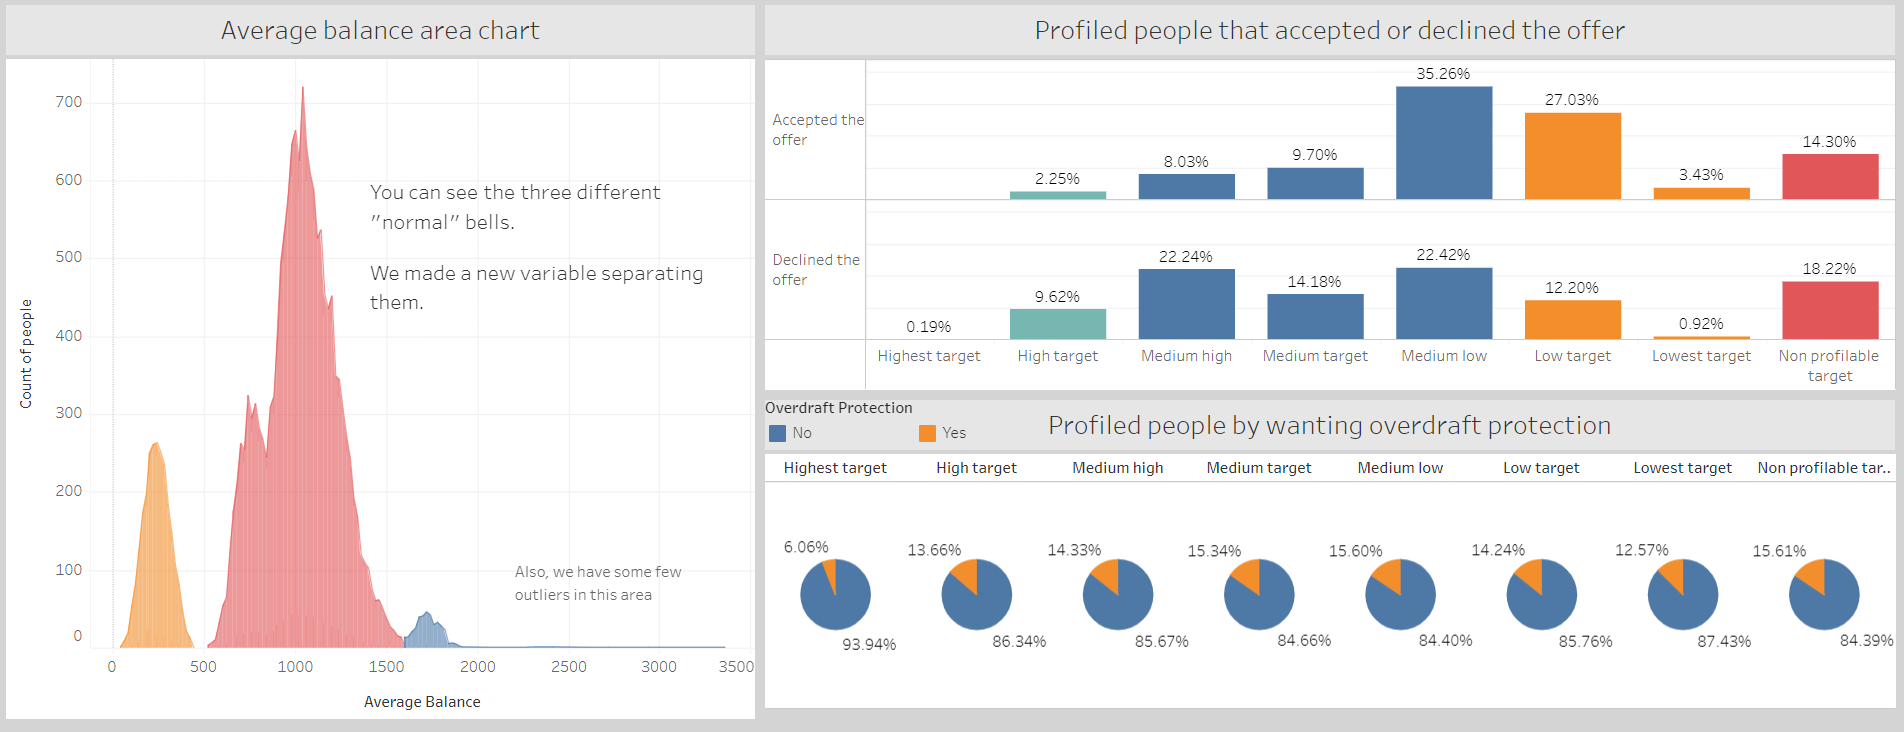 Average balance area chart
700
600
500
400
300
200
100
0
Count of people
You can see the three different
"normal" bells.
We made a new variable separating
them.
Also, we have some few
outliers in this area
0 500 1000 1500 2000 2500 3000 3500
Average Balance
Profiled people that accepted or declined the offer
Accepted the
offer
2.25% 8.03% 9.70% 35.26% 27.03% 3.43% 14.30%
Declined the
offer
0.19% 9.62% 22.24% 14.18% 22.42% 12.20% 0.92% 18.22%
Highest target High target Medium high Medium target Medium low Low target Lowest target Non profilable
target
Overdraft Protection
No Yes
Profiled people by wanting overdraft protection
Highest target High target Medium high Medium target Medium low Low target Lowest target Non profilable tar..
6.06% 13.66% 14.33% 15.34% 15.60% 14.24% 12.57% 15.61%
93.94% 86.34% 85.67% 84.66% 84.40% 85.76% 87.43% 84.39%